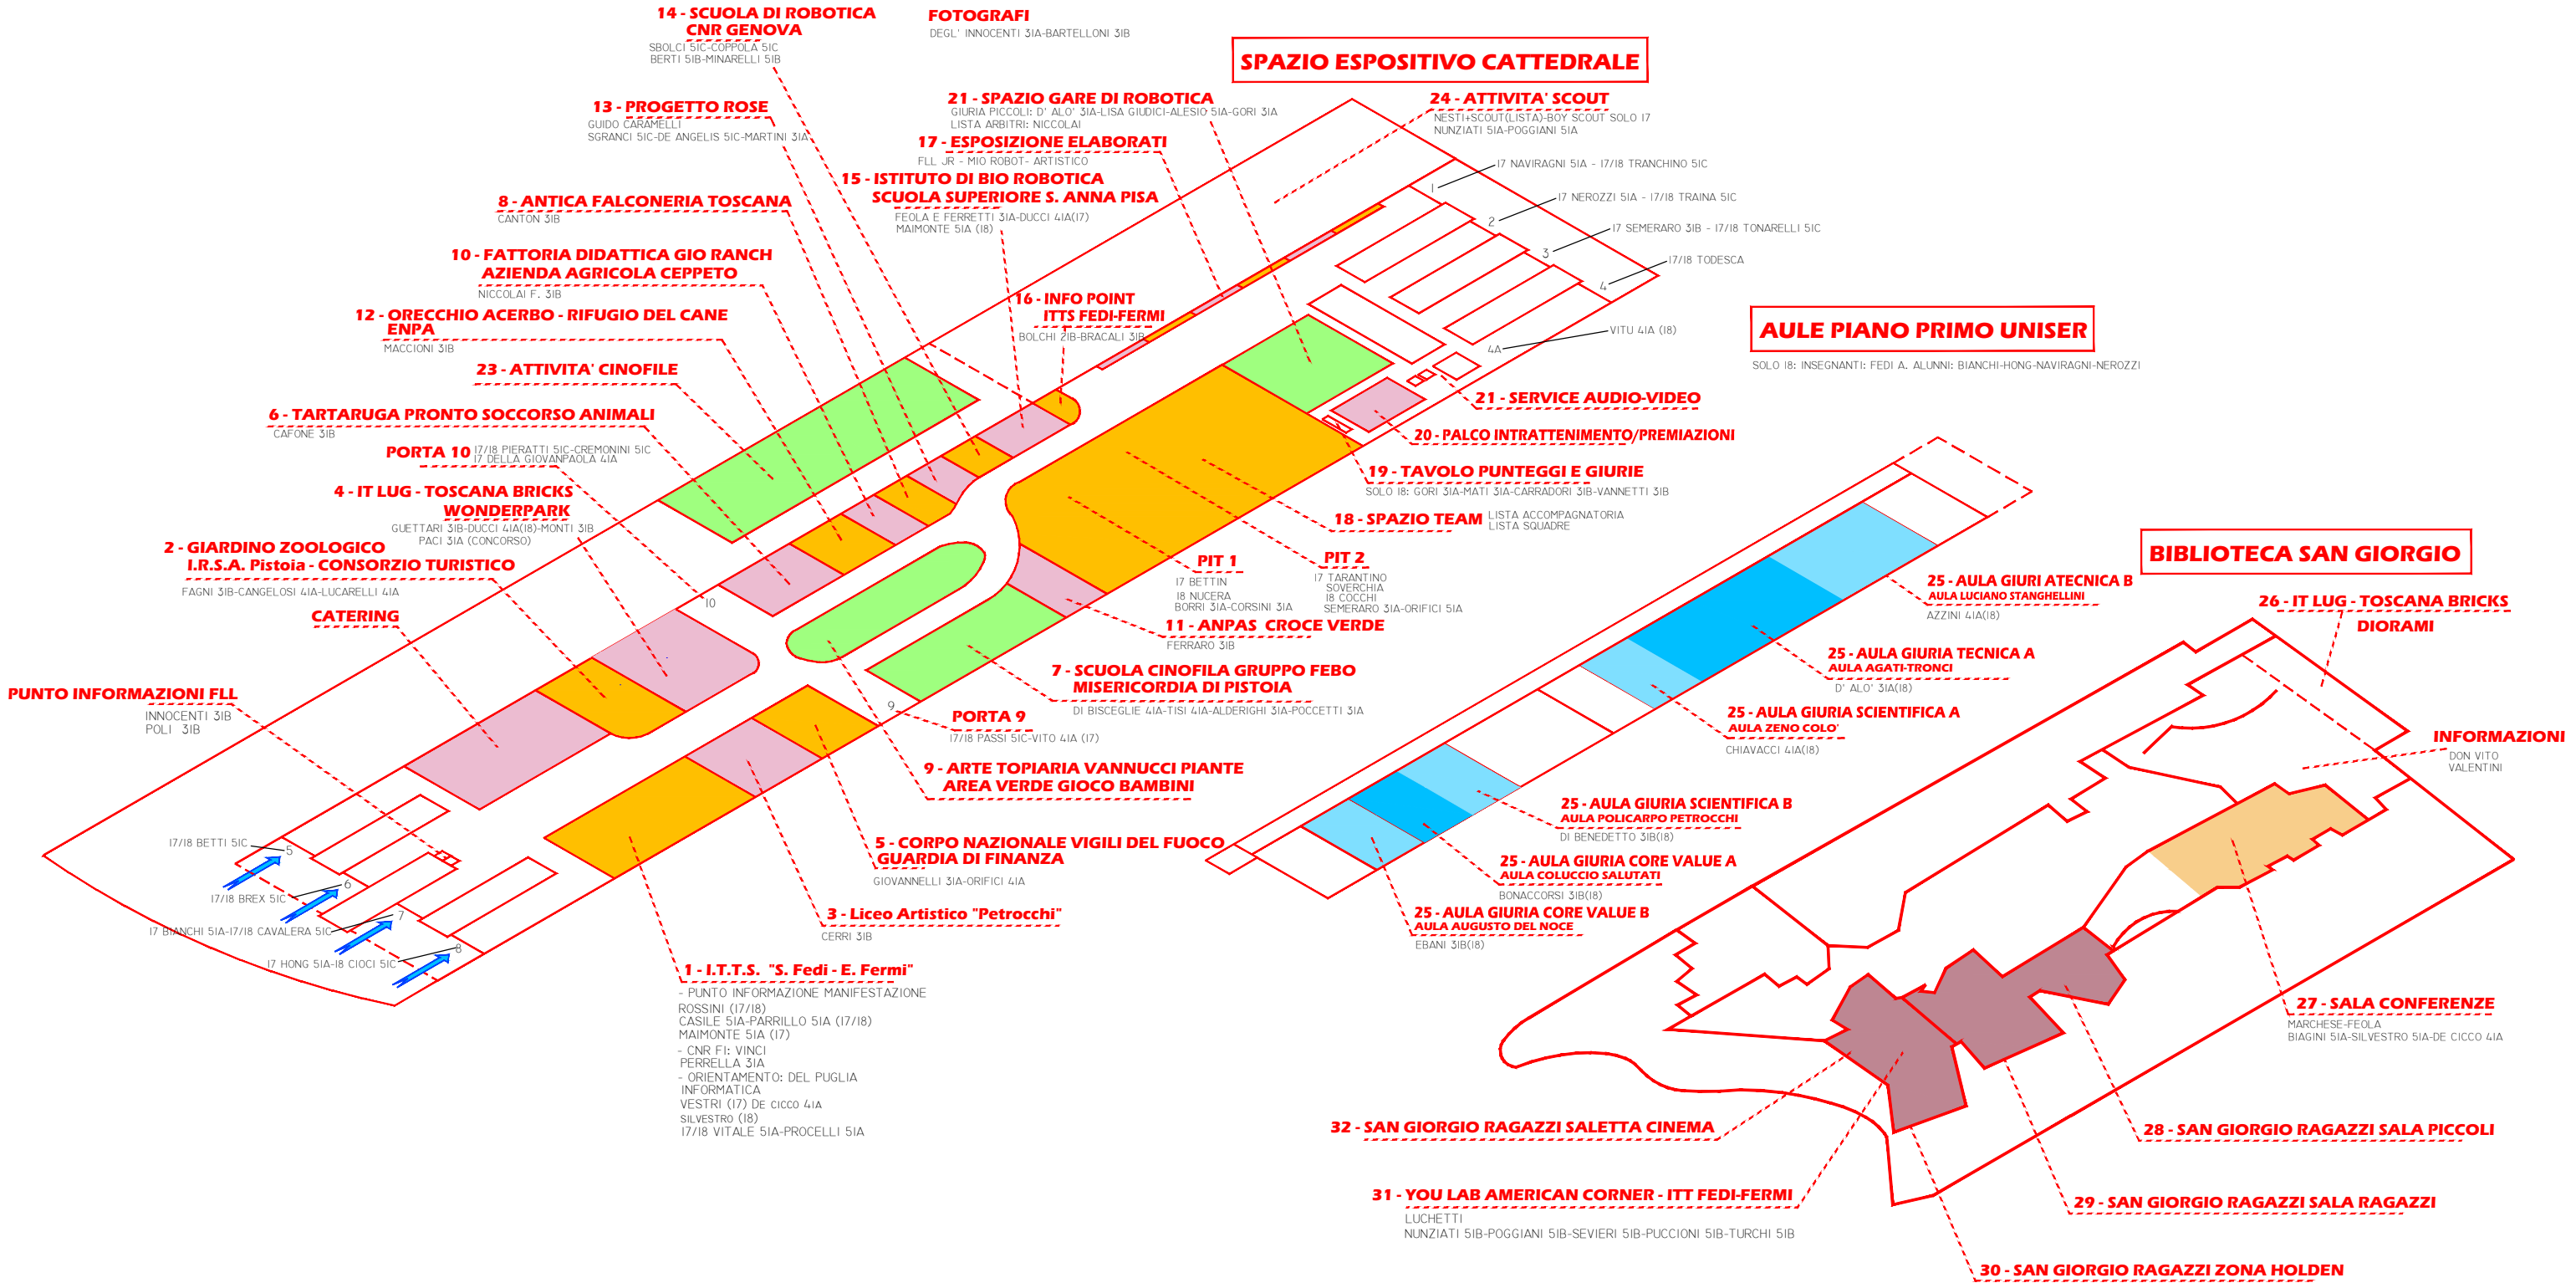 14 - SCUOLA DI ROBOTICA
CNR GENOVA
SBOLCI 5IC-COPPOLA 5IC
BERTI 5IB-MINARELLI 5IB
FOTOGRAFI
DEGL' INNOCENTI 3IA-BARTELLONI 3IB
SPAZIO ESPOSITIVO CATTEDRALE
13 - PROGETTO ROSE
GUIDO CARAMELLI
SGRANCI 5IC-DE ANGELIS 5IC-MARTINI 3IA
21 - SPAZIO GARE DI ROBOTICA
GIURIA PICCOLI: D' ALO' 3IA-LISA GIUDICI-ALESIO 5IA-GORI 3IA
LISTA ARBITRI: NICCOLAI
24 - ATTIVITA' SCOUT
NESTI+SCOUT(LISTA)-BOY SCOUT SOLO 17
NUNZIATI 5IA-POGGIANI 5IA
17 - ESPOSIZIONE ELABORATI
FLL JR - MIO ROBOT- ARTISTICO
15 - ISTITUTO DI BIO ROBOTICA
SCUOLA SUPERIORE S. ANNA PISA
FEOLA E FERRETTI 3IA-DUCCI 4IA(17)
MAIMONTE 5IA (18)
17 NAVIRAGNI 5IA - 17/18 TRANCHINO 5IC
1
17 NEROZZI 5IA - 17/18 TRAINA 5IC
2
17 SEMERARO 3IB - 17/18 TONARELLI 5IC
3
17/18 TODESCA
4
VITU 4IA (18)
4A
8 - ANTICA FALCONERIA TOSCANA
CANTON 3IB
10 - FATTORIA DIDATTICA GIO RANCH
AZIENDA AGRICOLA CEPPETO
NICCOLAI F. 3IB
16 - INFO POINT
ITTS FEDI-FERMI
BOLCHI 2IB-BRACALI 3IB
12 - ORECCHIO ACERBO - RIFUGIO DEL CANE
ENPA
MACCIONI 3IB
23 - ATTIVITA' CINOFILE
6 - TARTARUGA PRONTO SOCCORSO ANIMALI
CAFONE 3IB
PORTA 10
17/18 PIERATTI 5IC-CREMONINI 5IC
17 DELLA GIOVANPAOLA 4IA
4 - IT LUG - TOSCANA BRICKS
WONDERPARK
GUETTARI 3IB-DUCCI 4IA(18)-MONTI 3IB
PACI 3IA (CONCORSO)
2 - GIARDINO ZOOLOGICO
I.R.S.A. Pistoia - CONSORZIO TURISTICO
FAGNI 3IB-CANGELOSI 4IA-LUCARELLI 4IA
CATERING
10
PUNTO INFORMAZIONI FLL
INNOCENTI 3IB
POLI 3IB
21 - SERVICE AUDIO-VIDEO
20 - PALCO INTRATTENIMENTO/PREMIAZIONI
19 - TAVOLO PUNTEGGI E GIURIE
SOLO 18: GORI 3IA-MATI 3IA-CARRADORI 3IB-VANNETTI 3IB
18 - SPAZIO TEAM
LISTA ACCOMPAGNATORIA
LISTA SQUADRE
PIT 1
17 BETTIN
18 NUCERA
BORRI 3IA-CORSINI 3IA
PIT 2
17 TARANTINO
SOVERCHIA
18 COCCHI
SEMERARO 3IA-ORIFICI 5IA
11 - ANPAS CROCE VERDE
FERRARO 3IB
7 - SCUOLA CINOFILA GRUPPO FEBO
MISERICORDIA DI PISTOIA
DI BISCEGLIE 4IA-TISI 4IA-ALDERIGHI 3IA-POCCETTI 3IA
9
PORTA 9
17/18 PASSI 5IC-VITO 4IA (17)
9 - ARTE TOPIARIA VANNUCCI PIANTE
AREA VERDE GIOCO BAMBINI
5 - CORPO NAZIONALE VIGILI DEL FUOCO
GUARDIA DI FINANZA
GIOVANNELLI 3IA-ORIFICI 4IA
3 - Liceo Artistico "Petrocchi"
CERRI 3IB
1 - I.T.T.S. "S. Fedi - E. Fermi"
- PUNTO INFORMAZIONE MANIFESTAZIONE
ROSSINI (17/18)
CASILE 5IA-PARRILLO 5IA (17/18)
MAIMONTE 5IA (17)
- CNR FI: VINCI
PERRELLA 3IA
- ORIENTAMENTO: DEL PUGLIA
INFORMATICA
VESTRI (17) DE CICCO 4IA
SILVESTRO (18)
17/18 VITALE 5IA-PROCELLI 5IA
17/18 BETTI 5IC
5
17/18 BREX 5IC
6
17 BIANCHI 5IA-17/18 CAVALERA 5IC
7
17 HONG 5IA-18 CIOCI 5IC
8
AULE PIANO PRIMO UNISER
SOLO 18: INSEGNANTI: FEDI A. ALUNNI: BIANCHI-HONG-NAVIRAGNI-NEROZZI
25 - AULA GIURI ATECNICA B
AULA LUCIANO STANGHELLINI
AZZINI 4IA(18)
25 - AULA GIURIA TECNICA A
AULA AGATI-TRONCI
D' ALO' 3IA(18)
25 - AULA GIURIA SCIENTIFICA A
AULA ZENO COLO'
CHIAVACCI 4IA(18)
25 - AULA GIURIA SCIENTIFICA B
AULA POLICARPO PETROCCHI
DI BENEDETTO 3IB(18)
25 - AULA GIURIA CORE VALUE A
AULA COLUCCIO SALUTATI
BONACCORSI 3IB(18)
25 - AULA GIURIA CORE VALUE B
AULA AUGUSTO DEL NOCE
EBANI 3IB(18)
BIBLIOTECA SAN GIORGIO
26 - IT LUG - TOSCANA BRICKS
DIORAMI
INFORMAZIONI
DON VITO
VALENTINI
27 - SALA CONFERENZE
MARCHESE-FEOLA
BIAGINI 5IA-SILVESTRO 5IA-DE CICCO 4IA
32 - SAN GIORGIO RAGAZZI SALETTA CINEMA
28 - SAN GIORGIO RAGAZZI SALA PICCOLI
31 - YOU LAB AMERICAN CORNER - ITT FEDI-FERMI
LUCHETTI
NUNZIATI 5IB-POGGIANI 5IB-SEVIERI 5IB-PUCCIONI 5IB-TURCHI 5IB
29 - SAN GIORGIO RAGAZZI SALA RAGAZZI
30 - SAN GIORGIO RAGAZZI ZONA HOLDEN